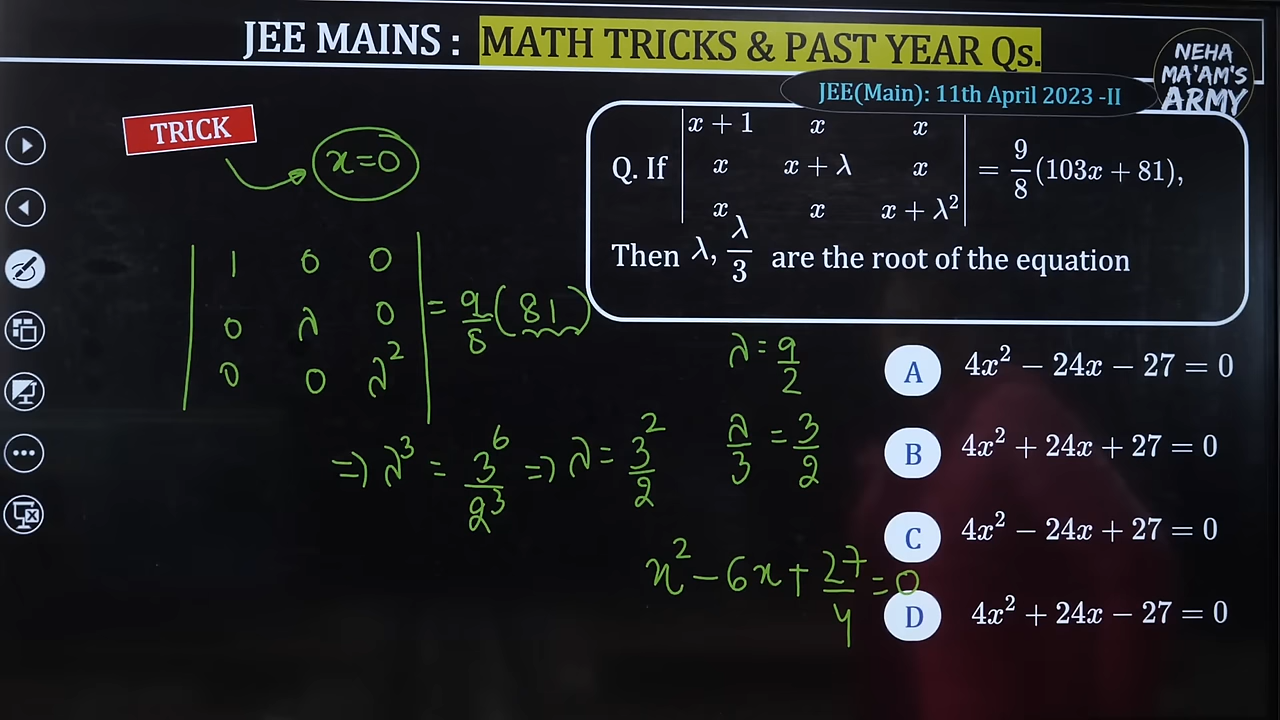 JEE MAINS : MATH TRICKS & PAST YEAR Qs.
NEHA
MA'AM'S
ARMY
JEE(Main): 11th April 2023 -II
TRICK
x=0
Q. If | x + 1 x x |
| x x + λ x | = 9/8 (103x + 81),
| x x x + λ² |
Then λ, λ/3 are the root of the equation
| 1 0 0 |
| 0 λ 0 | = 9/8 (81)
| 0 0 λ² |
⇒ λ³ = 3⁶/2³ ⇒ λ = 3²/2
λ = 9/2
λ/3 = 3/2
x² - 6x + 27/4 = 0
A 4x² − 24x − 27 = 0
B 4x² + 24x + 27 = 0
C 4x² − 24x + 27 = 0
D 4x² + 24x − 27 = 0